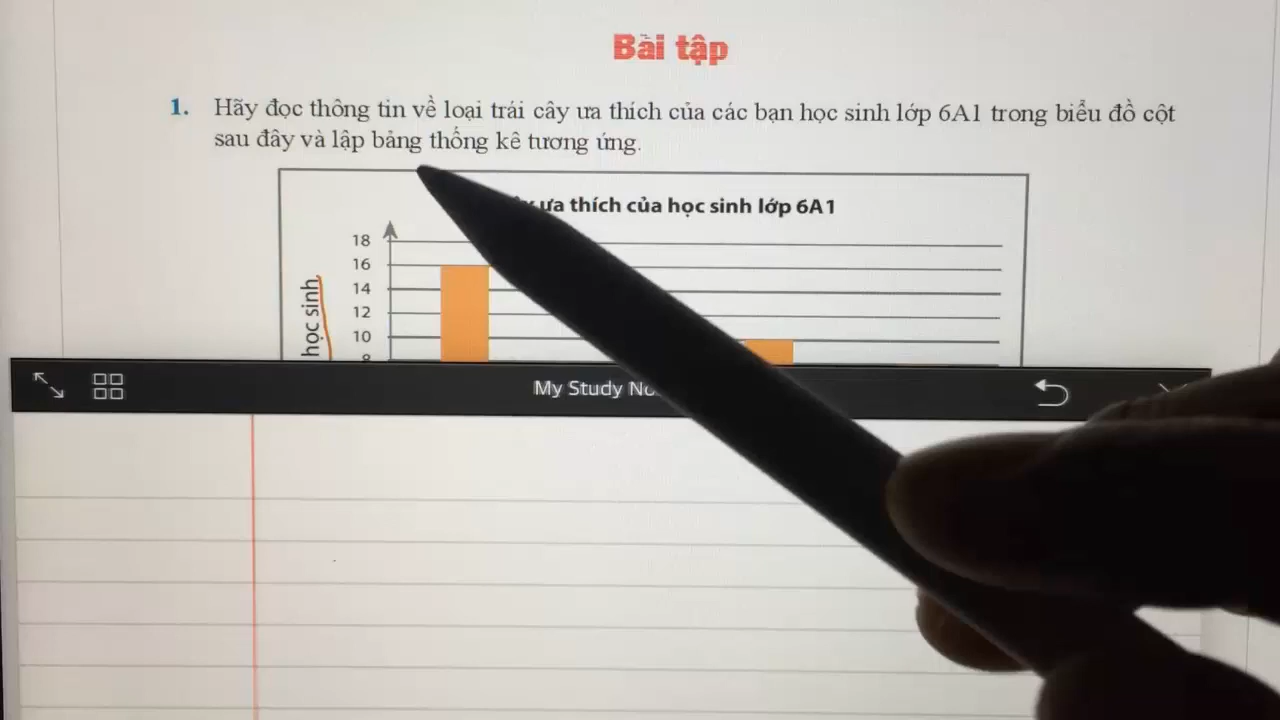 Bài tập
1. Hãy đọc thông tin về loại trái cây ưa thích của các bạn học sinh lớp 6A1 trong biểu đồ cột
sau đây và lập bảng thống kê tương ứng.
ưa thích của học sinh lớp 6A1
18
16
14
12
10
học sinh
My Study